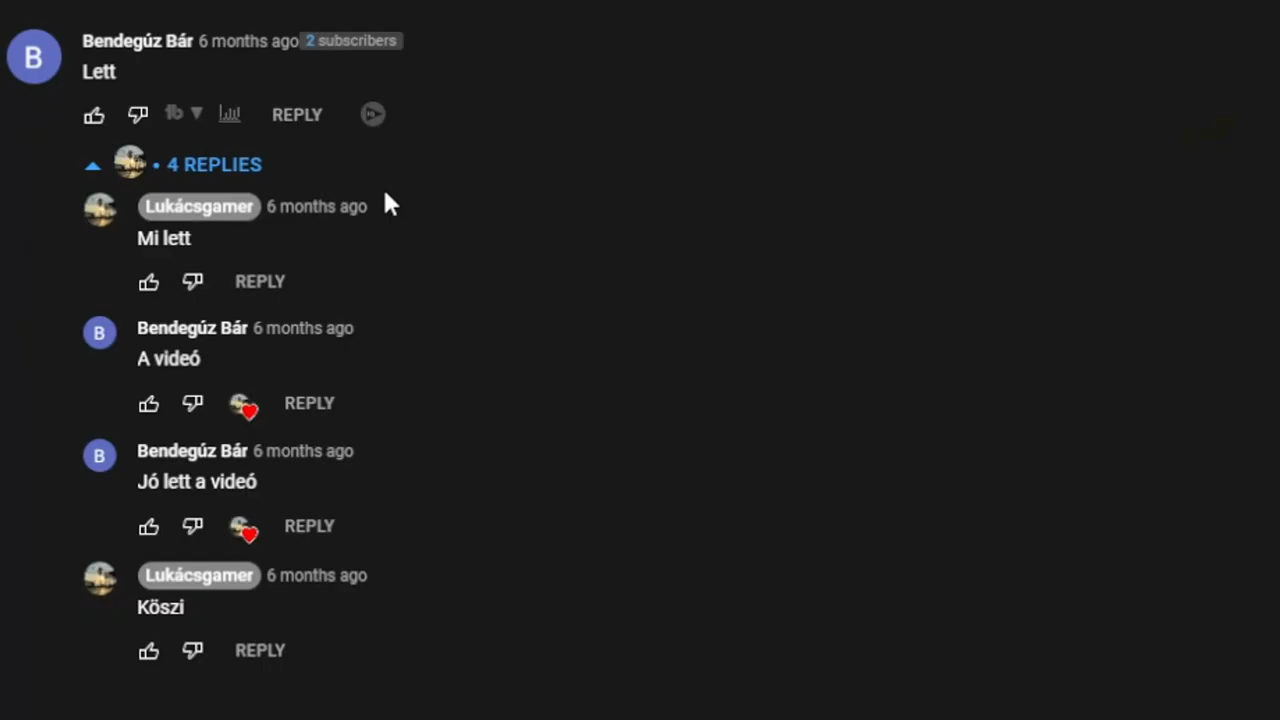 B
Bendegúz Bár 6 months ago 2 subscribers
Lett
REPLY
• 4 REPLIES
Lukácsgamer 6 months ago
Mi lett
REPLY
B
Bendegúz Bár 6 months ago
A videó
REPLY
B
Bendegúz Bár 6 months ago
Jó lett a videó
REPLY
Lukácsgamer 6 months ago
Köszi
REPLY